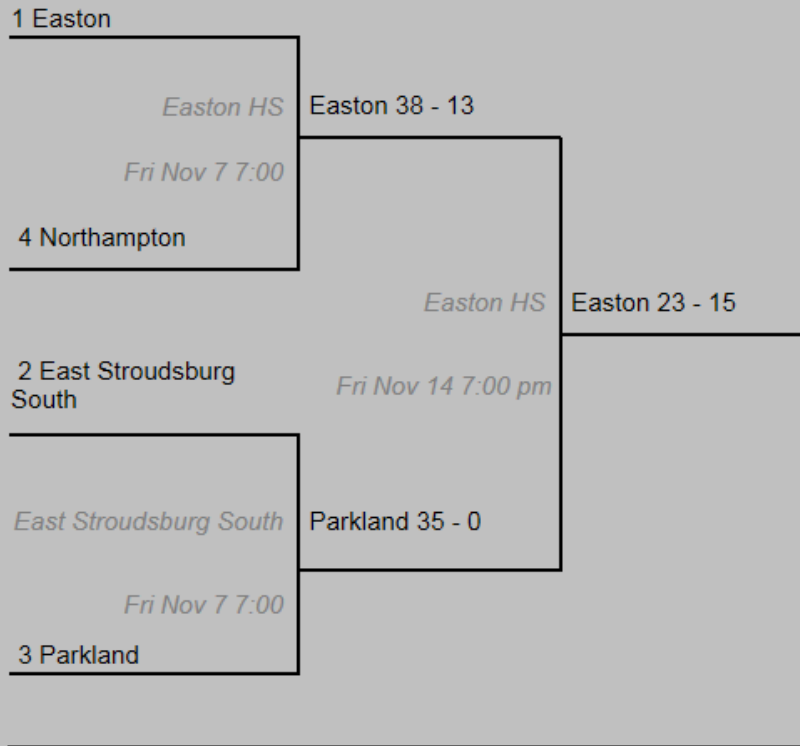 1 Easton
Easton HS
Easton 38 - 13
Fri Nov 7 7:00
4 Northampton
Easton HS
Easton 23 - 15
2 East Stroudsburg
South
Fri Nov 14 7:00 pm
East Stroudsburg South
Parkland 35 - 0
Fri Nov 7 7:00
3 Parkland